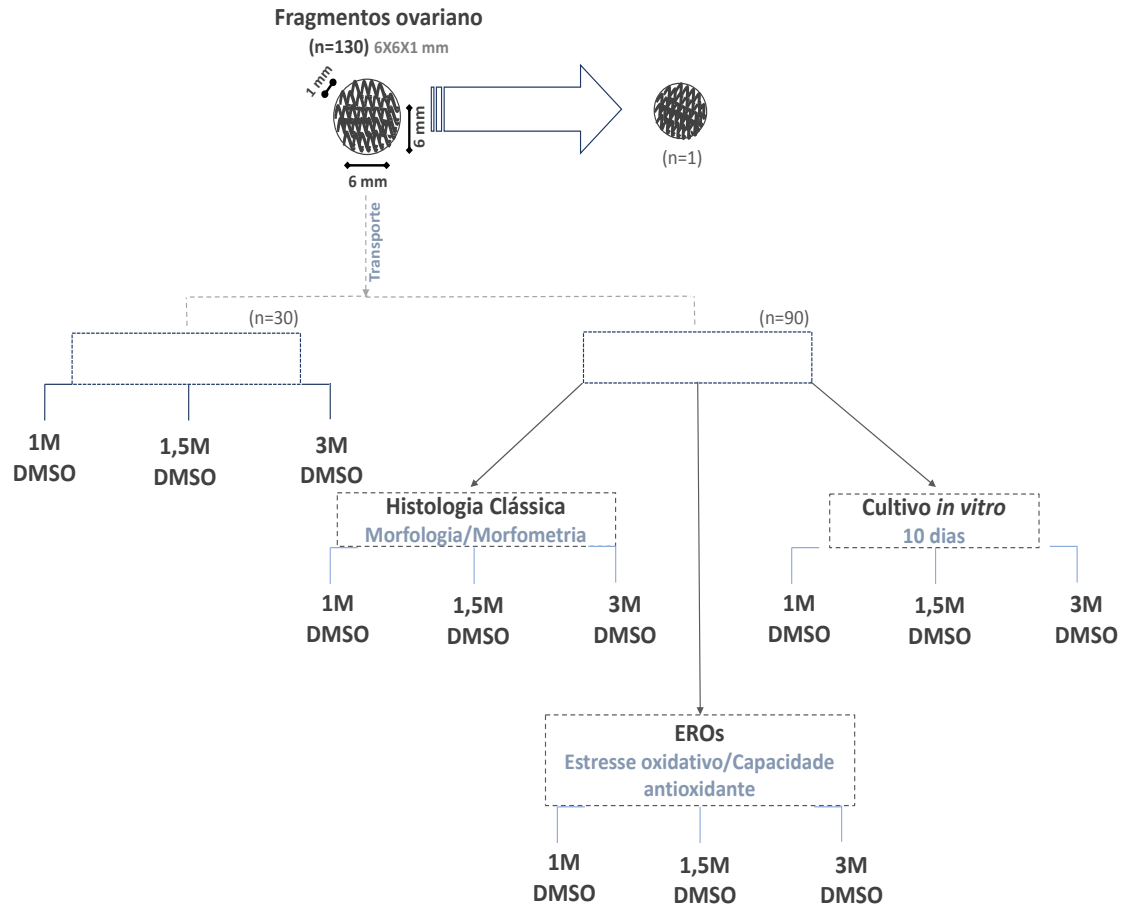 Fragmentos ovariano
(n=130) 6X6X1 mm
1 mm
6 mm
6 mm
(n=1)
Transporte
(n=30)
(n=90)
1M
DMSO
1,5M
DMSO
3M
DMSO
Histologia Clássica
Morfologia/Morfometria
1M
DMSO
1,5M
DMSO
3M
DMSO
Cultivo in vitro
10 dias
1M
DMSO
1,5M
DMSO
3M
DMSO
EROs
Estresse oxidativo/Capacidade
antioxidante
1M
DMSO
1,5M
DMSO
3M
DMSO